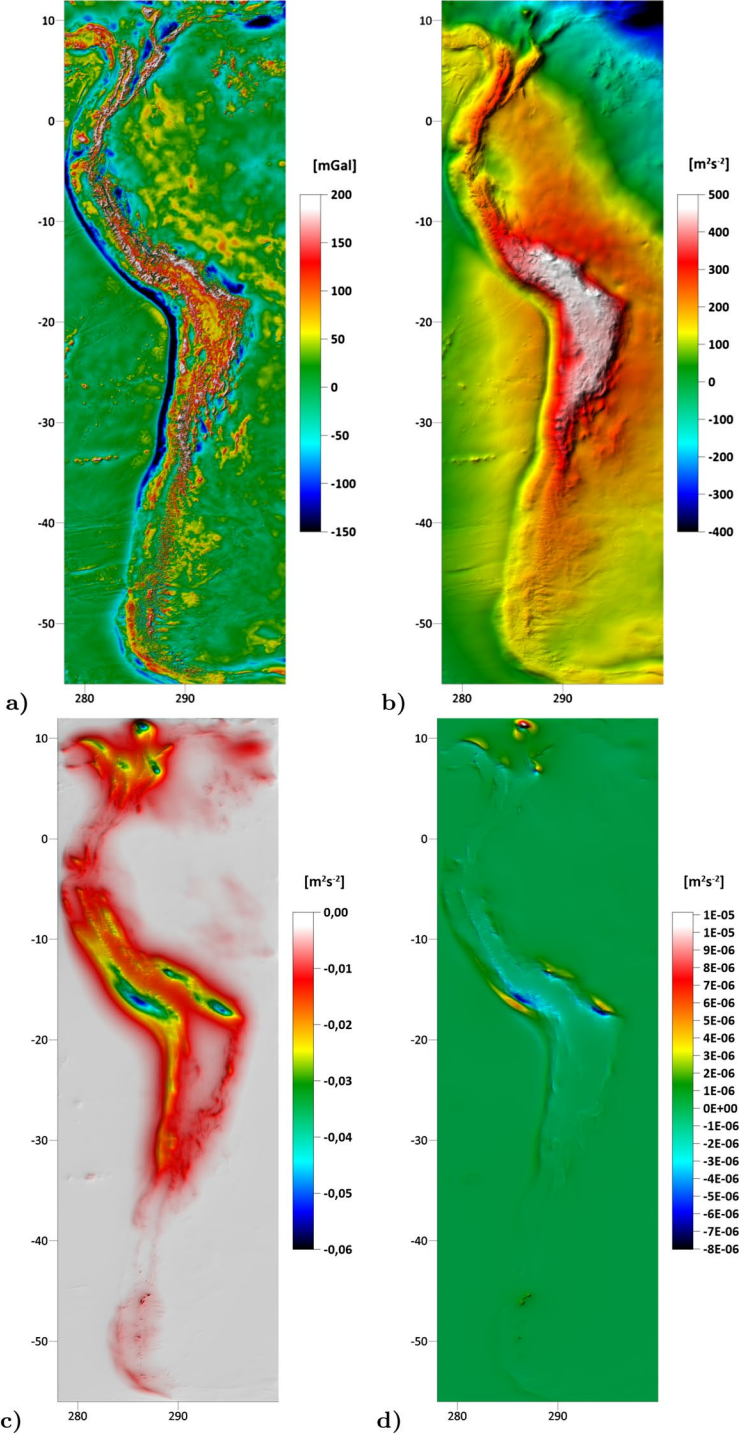 10
0
-10
-20
-30
-40
-50
280
290
[mGal]
200
150
100
50
0
-50
-100
-150
a)
10
0
-10
-20
-30
-40
-50
280
290
[m²s⁻²]
500
400
300
200
100
0
-100
-200
-300
-400
b)
10
0
-10
-20
-30
-40
-50
280
290
[m²s⁻²]
0,00
-0,01
-0,02
-0,03
-0,04
-0,05
-0,06
c)
10
0
-10
-20
-30
-40
-50
280
290
[m²s⁻²]
1E-05
1E-05
9E-06
8E-06
7E-06
6E-06
5E-06
4E-06
3E-06
2E-06
1E-06
0E+00
-1E-06
-2E-06
-3E-06
-4E-06
-5E-06
-6E-06
-7E-06
-8E-06
d)